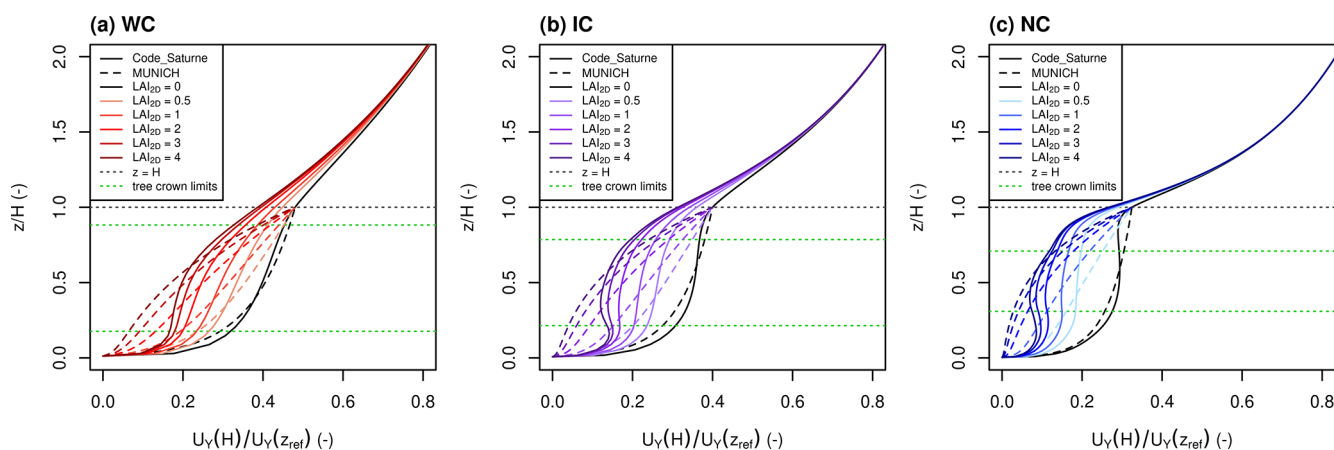 (a) WC
Code_Saturne
MUNICH
LAI2D = 0
LAI2D = 0.5
LAI2D = 1
LAI2D = 2
LAI2D = 3
LAI2D = 4
z = H
tree crown limits
z/H (-)
0.0
0.5
1.0
1.5
2.0
0.0 0.2 0.4 0.6 0.8
UY(H)/UY(zref) (-)
(b) IC
Code_Saturne
MUNICH
LAI2D = 0
LAI2D = 0.5
LAI2D = 1
LAI2D = 2
LAI2D = 3
LAI2D = 4
z = H
tree crown limits
z/H (-)
0.0
0.5
1.0
1.5
2.0
0.0 0.2 0.4 0.6 0.8
UY(H)/UY(zref) (-)
(c) NC
Code_Saturne
MUNICH
LAI2D = 0
LAI2D = 0.5
LAI2D = 1
LAI2D = 2
LAI2D = 3
LAI2D = 4
z = H
tree crown limits
z/H (-)
0.0
0.5
1.0
1.5
2.0
0.0 0.2 0.4 0.6 0.8
UY(H)/UY(zref) (-)